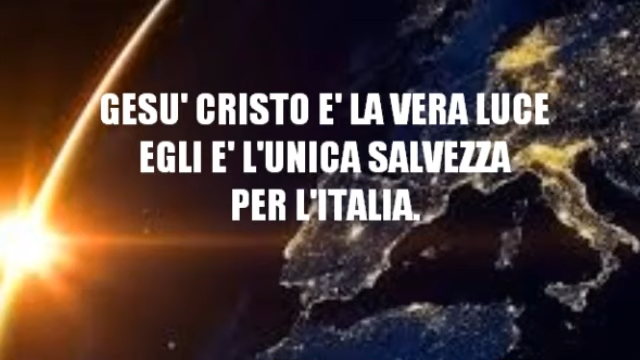 GESU' CRISTO E' LA VERA LUCE
EGLI E' L'UNICA SALVEZZA
PER L'ITALIA.